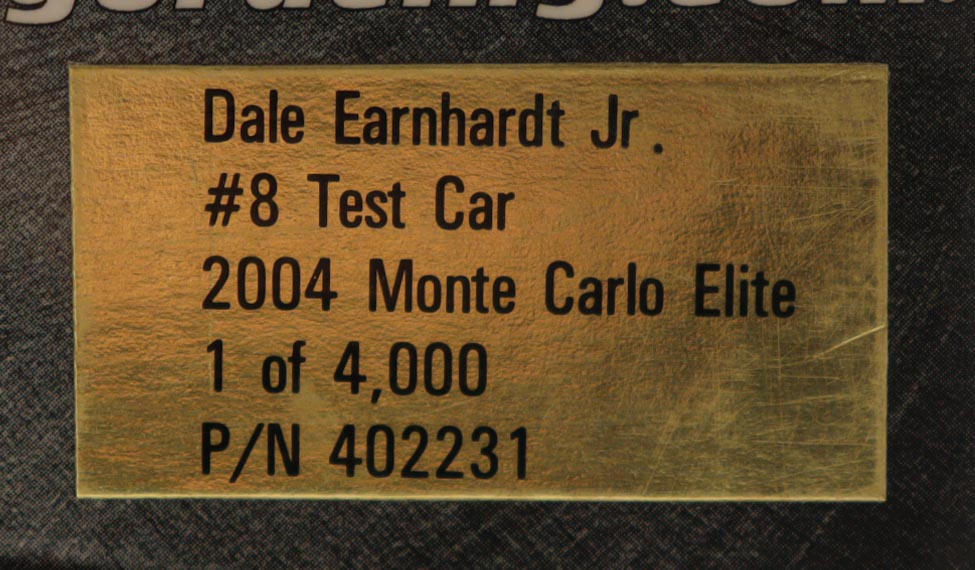 Dale Earnhardt Jr.
#8 Test Car
2004 Monte Carlo Elite
1 of 4,000
P/N 402231